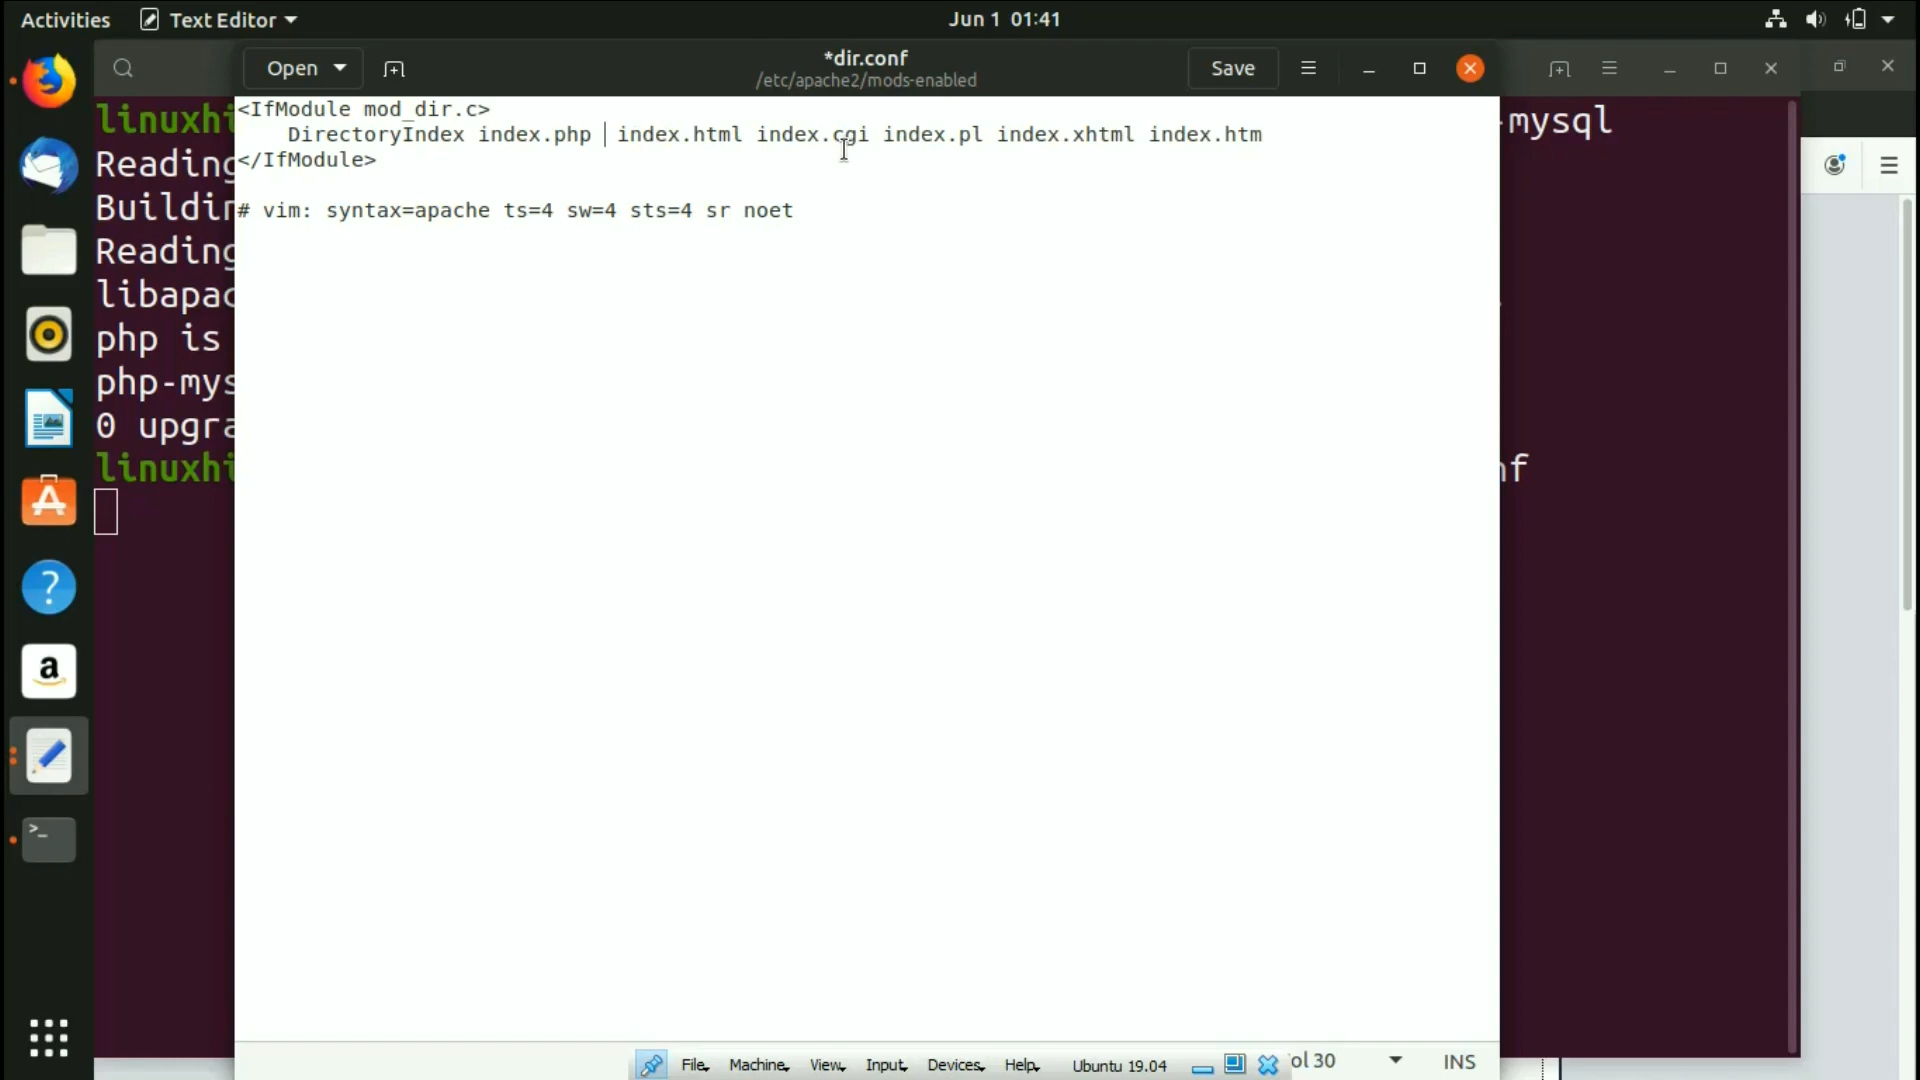 Activities Text Editor Jun 1 01:41
Open *dir.conf Save
/etc/apache2/mods-enabled
<IfModule mod_dir.c>
DirectoryIndex index.php index.html index.cgi index.pl index.xhtml index.htm
</IfModule>
# vim: syntax=apache ts=4 sw=4 sts=4 sr noet
linuxhi -mysql
Reading
Buildin
Reading
libapac
php is
php-mys
0 upgra
linuxhi nf
File Machine View Input Devices Help Ubuntu 19.04 ol 30 INS